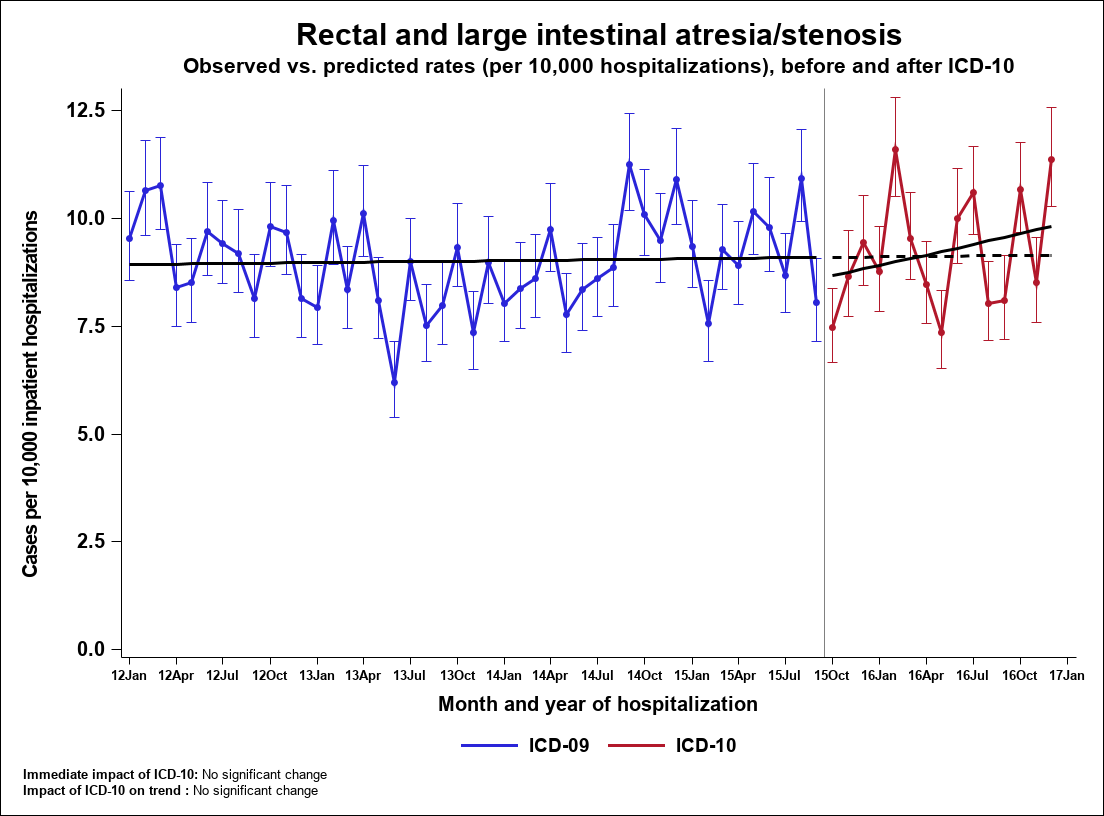 Rectal and large intestinal atresia/stenosis
Observed vs. predicted rates (per 10,000 hospitalizations), before and after ICD-10
Cases per 10,000 inpatient hospitalizations
12.5
10.0
7.5
5.0
2.5
0.0
12Jan 12Apr 12Jul 12Oct 13Jan 13Apr 13Jul 13Oct 14Jan 14Apr 14Jul 14Oct 15Jan 15Apr 15Jul 15Oct 16Jan 16Apr 16Jul 16Oct 17Jan
Month and year of hospitalization
ICD-09 ICD-10
Immediate impact of ICD-10: No significant change
Impact of ICD-10 on trend : No significant change